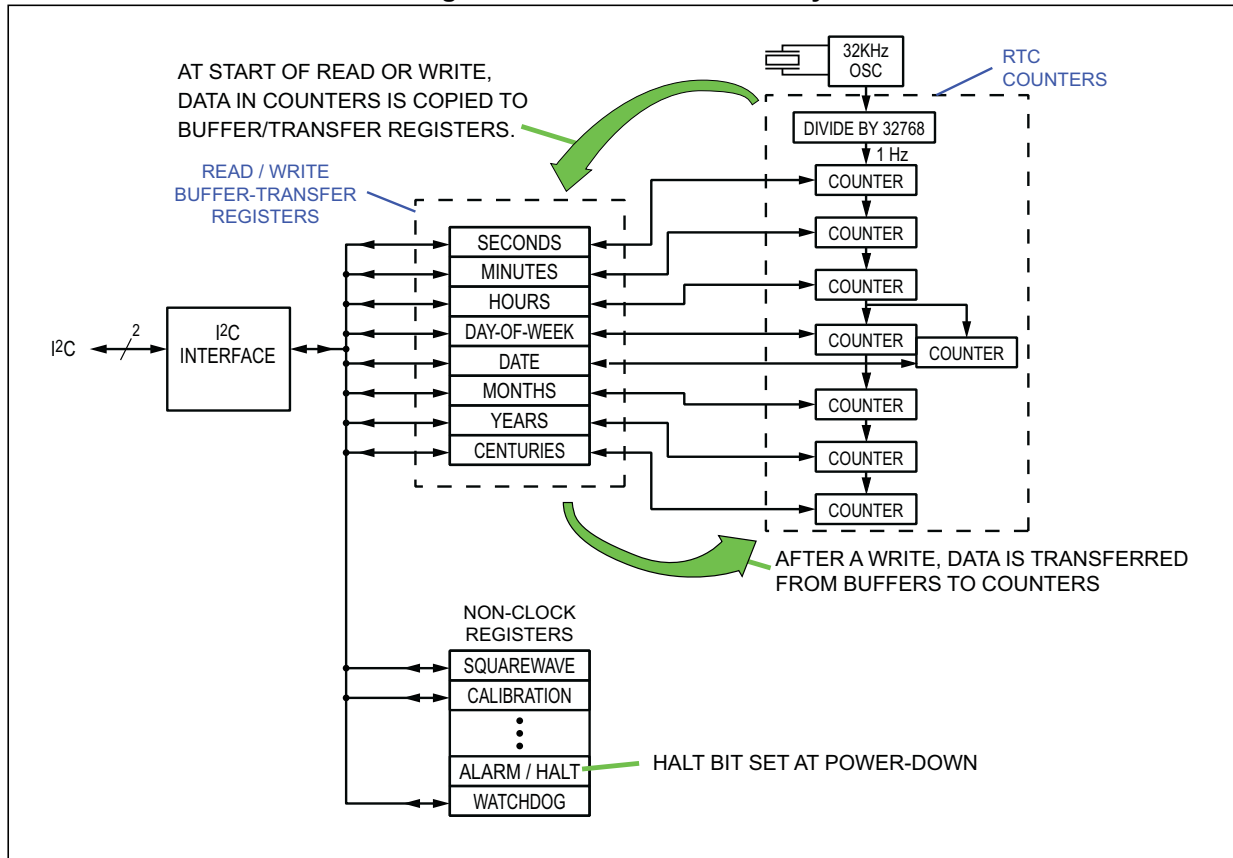 AT START OF READ OR WRITE,
DATA IN COUNTERS IS COPIED TO
BUFFER/TRANSFER REGISTERS.
32KHz
OSC
RTC
COUNTERS
DIVIDE BY 32768
1 Hz
READ / WRITE
BUFFER-TRANSFER
REGISTERS
SECONDS
MINUTES
HOURS
DAY-OF-WEEK
DATE
MONTHS
YEARS
CENTURIES
COUNTER
COUNTER
COUNTER
COUNTER
COUNTER
COUNTER
COUNTER
COUNTER
I²C
2
I²C
INTERFACE
AFTER A WRITE, DATA IS TRANSFERRED
FROM BUFFERS TO COUNTERS
NON-CLOCK
REGISTERS
SQUAREWAVE
CALIBRATION
ALARM / HALT
WATCHDOG
HALT BIT SET AT POWER-DOWN